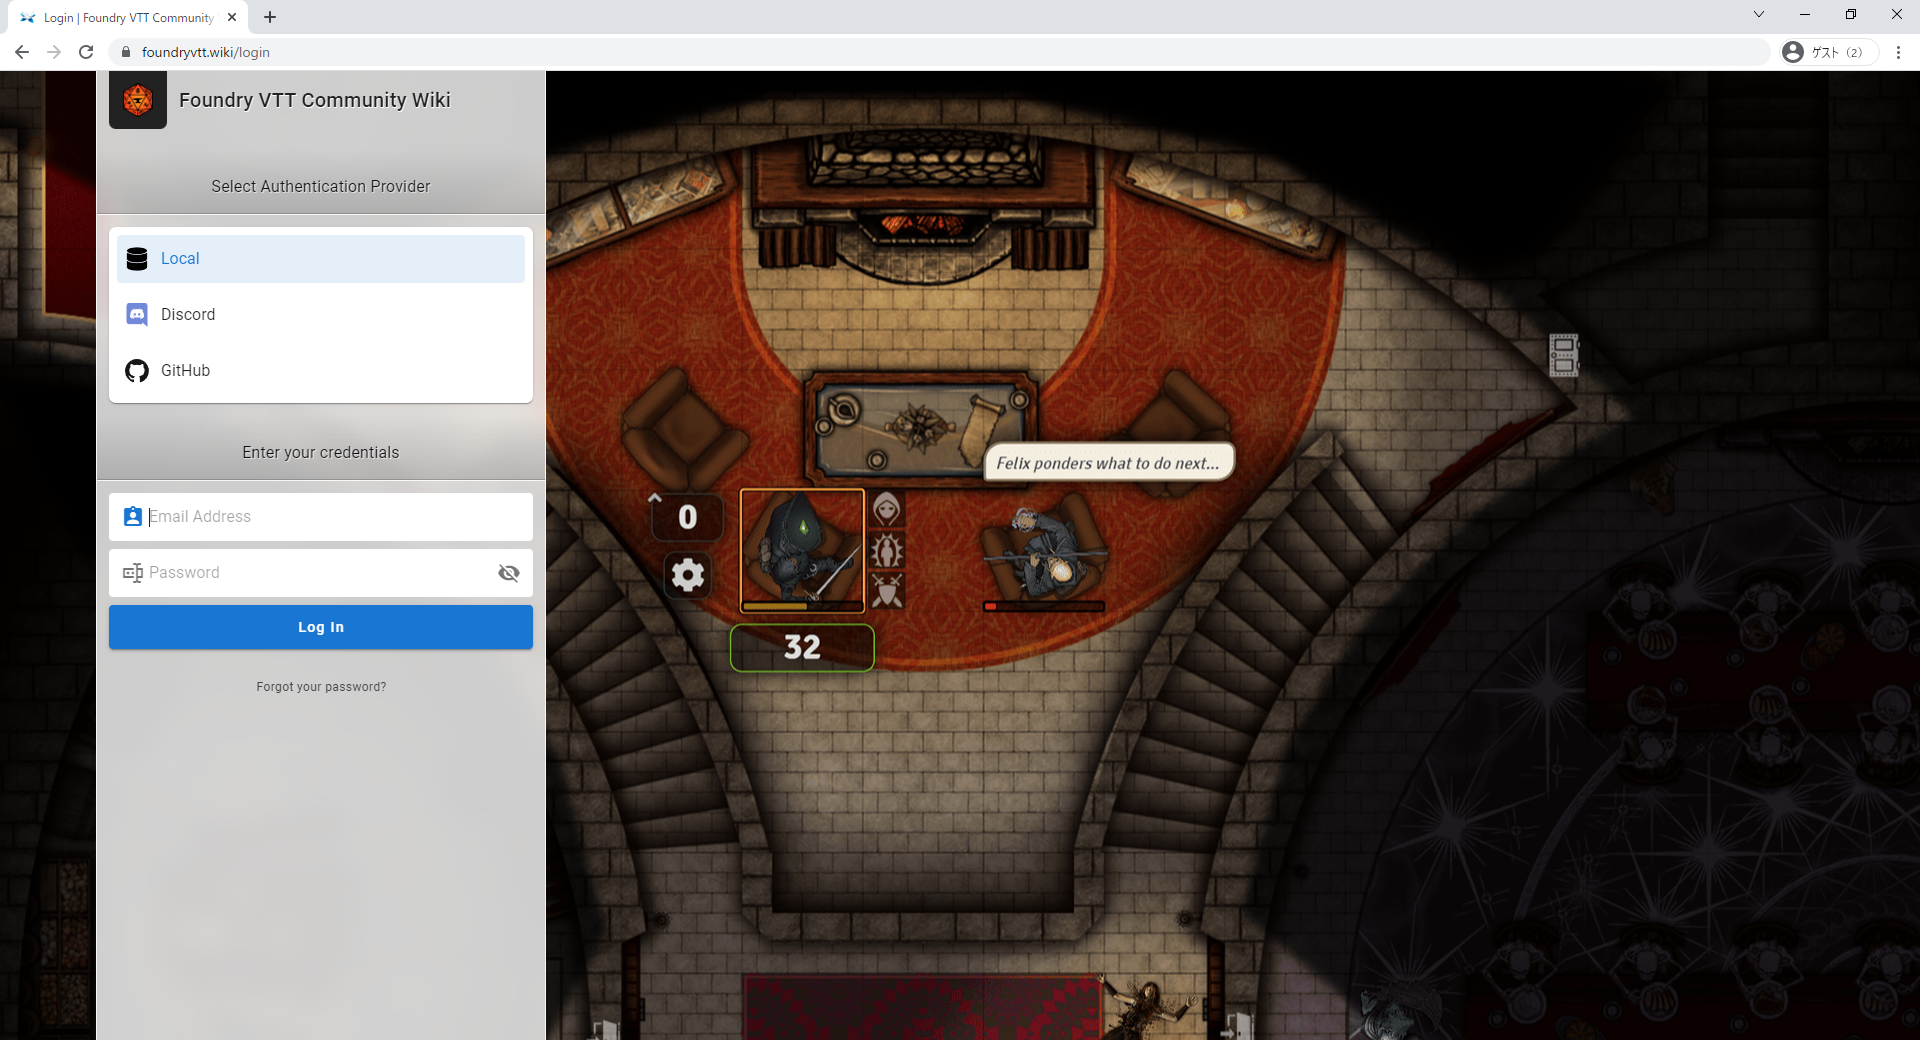 Login | Foundry VTT Community
foundryvtt.wiki/login
ゲスト (2)
Foundry VTT Community Wiki
Select Authentication Provider
Local
Discord
GitHub
Enter your credentials
Email Address
Password
Log In
Forgot your password?
Felix ponders what to do next...
0
32